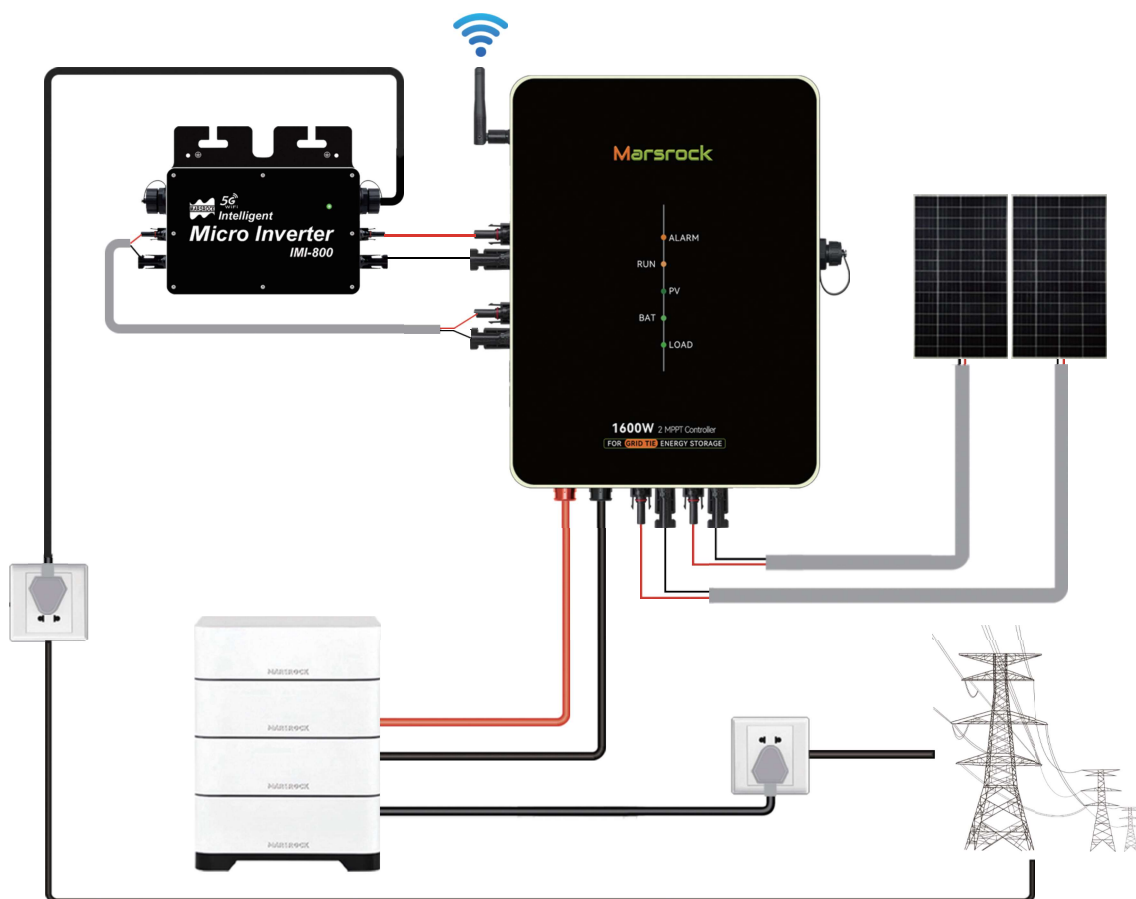 Marsrock
ALARM
RUN
PV
BAT
LOAD
1600W 2 MPPT Controller
FOR GRID TIE ENERGY STORAGE
5G
WIFI
Intelligent
Micro Inverter
IMI-800
MARSROCK
MARSROCK
MARSROCK
MARSROCK